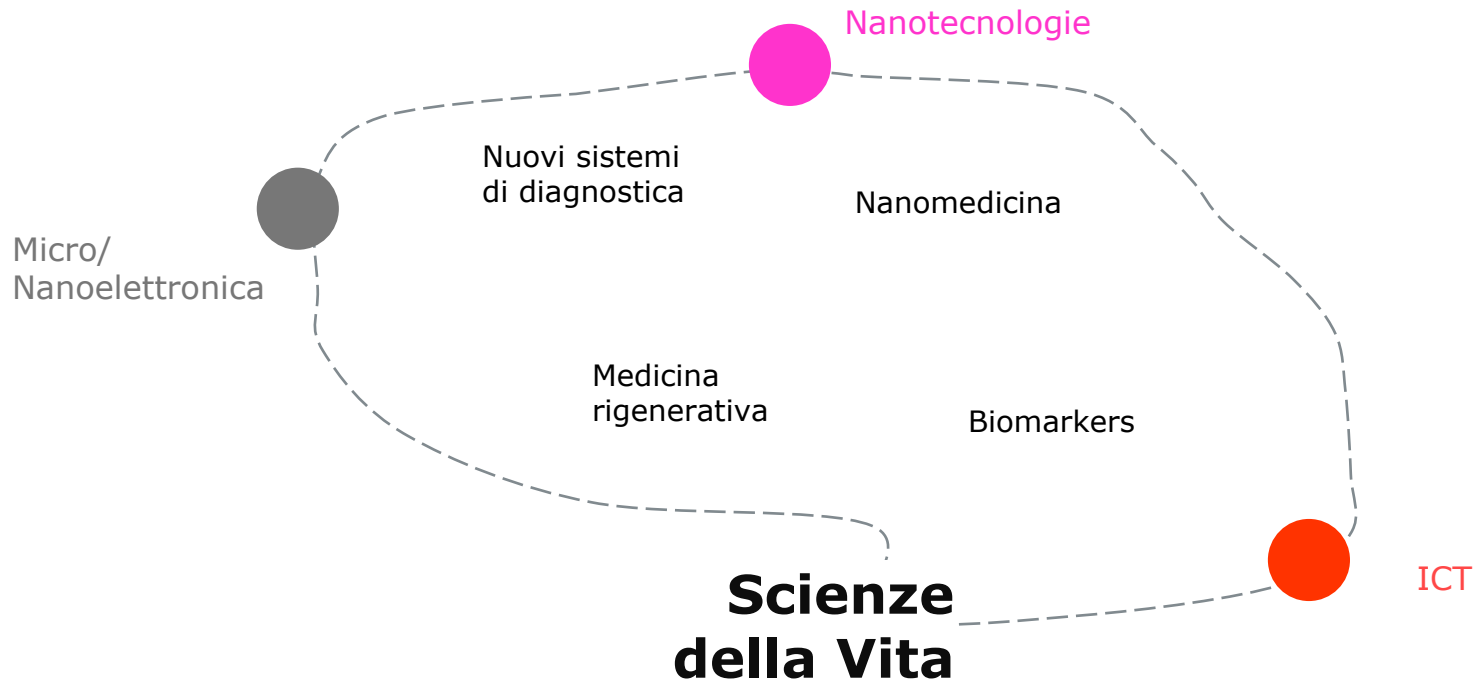 Nanotecnologie
Nuovi sistemi
di diagnostica
Nanomedicina
Micro/
Nanoelettronica
Medicina
rigenerativa
Biomarkers
ICT
Scienze
della Vita